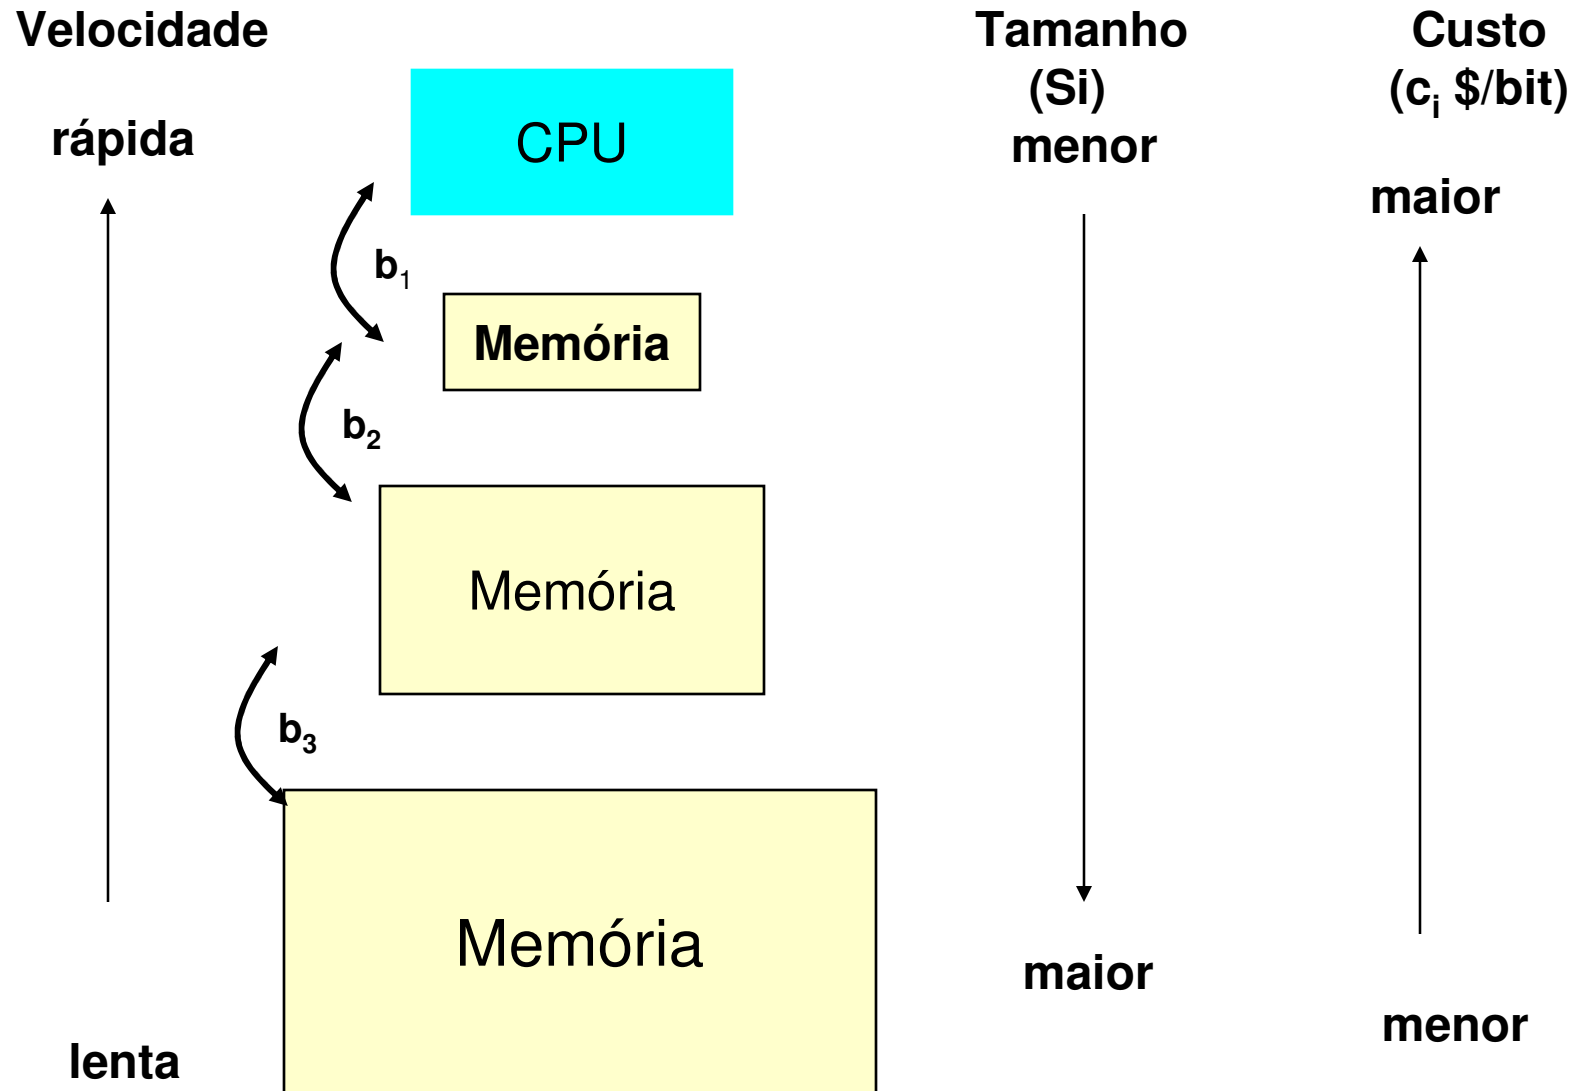 Velocidade
Tamanho
(Si)
Custo
(ci $/bit)
rápida
CPU
menor
maior
b1
Memória
b2
Memória
b3
Memória
maior
menor
lenta